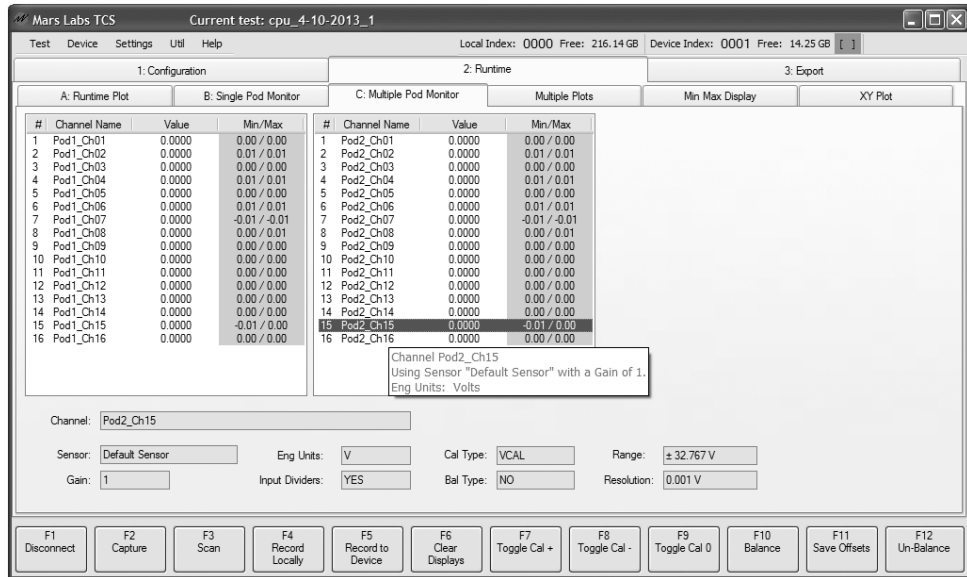 Mars Labs TCS Current test: cpu_4-10-2013_1
Test Device Settings Util Help Local Index: 0000 Free: 216.14 GB Device Index: 0001 Free: 14.25 GB [ ]
1: Configuration 2: Runtime 3: Export
A: Runtime Plot B: Single Pod Monitor C: Multiple Pod Monitor Multiple Plots Min Max Display XY Plot
# Channel Name Value Min/Max # Channel Name Value Min/Max
1 Pod1_Ch01 0.0000 0.00 / 0.00 1 Pod2_Ch01 0.0000 0.00 / 0.00
2 Pod1_Ch02 0.0000 0.01 / 0.01 2 Pod2_Ch02 0.0000 0.01 / 0.01
3 Pod1_Ch03 0.0000 0.00 / 0.00 3 Pod2_Ch03 0.0000 0.00 / 0.00
4 Pod1_Ch04 0.0000 0.01 / 0.01 4 Pod2_Ch04 0.0000 0.01 / 0.01
5 Pod1_Ch05 0.0000 0.00 / 0.00 5 Pod2_Ch05 0.0000 0.00 / 0.00
6 Pod1_Ch06 0.0000 0.01 / 0.01 6 Pod2_Ch06 0.0000 0.01 / 0.01
7 Pod1_Ch07 0.0000 -0.01 / -0.01 7 Pod2_Ch07 0.0000 -0.01 / -0.01
8 Pod1_Ch08 0.0000 0.00 / 0.01 8 Pod2_Ch08 0.0000 0.00 / 0.01
9 Pod1_Ch09 0.0000 0.00 / 0.00 9 Pod2_Ch09 0.0000 0.00 / 0.00
10 Pod1_Ch10 0.0000 0.00 / 0.00 10 Pod2_Ch10 0.0000 0.00 / 0.00
11 Pod1_Ch11 0.0000 0.00 / 0.00 11 Pod2_Ch11 0.0000 0.00 / 0.00
12 Pod1_Ch12 0.0000 0.00 / 0.00 12 Pod2_Ch12 0.0000 0.00 / 0.00
13 Pod1_Ch13 0.0000 0.00 / 0.00 13 Pod2_Ch13 0.0000 0.00 / 0.00
14 Pod1_Ch14 0.0000 0.00 / 0.00 14 Pod2_Ch14 0.0000 0.00 / 0.00
15 Pod1_Ch15 0.0000 -0.01 / 0.00 15 Pod2_Ch15 0.0000 -0.01 / 0.00
16 Pod1_Ch16 0.0000 0.00 / 0.00 16 Pod2_Ch16 0.0000 0.00 / 0.00
Channel Pod2_Ch15
Using Sensor "Default Sensor" with a Gain of 1.
Eng Units: Volts
Channel: Pod2_Ch15
Sensor: Default Sensor Eng Units: V Cal Type: VCAL Range: ± 32.767 V
Gain: 1 Input Dividers: YES Bal Type: NO Resolution: 0.001 V
F1 F2 F3 F4 F5 F6 F7 F8 F9 F10 F11 F12
Disconnect Capture Scan Record Record to Clear Toggle Cal + Toggle Cal - Toggle Cal 0 Balance Save Offsets Un-Balance
Locally Device Displays